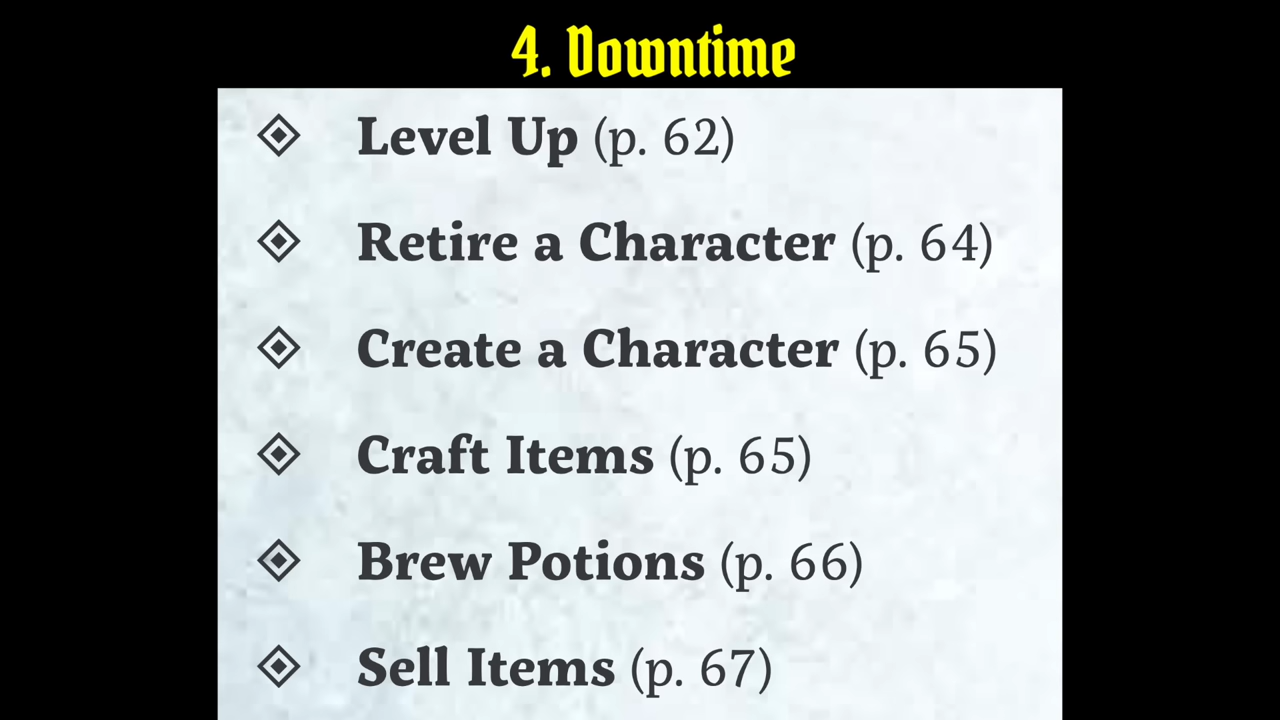 4. Downtime
Level Up (p. 62)
Retire a Character (p. 64)
Create a Character (p. 65)
Craft Items (p. 65)
Brew Potions (p. 66)
Sell Items (p. 67)